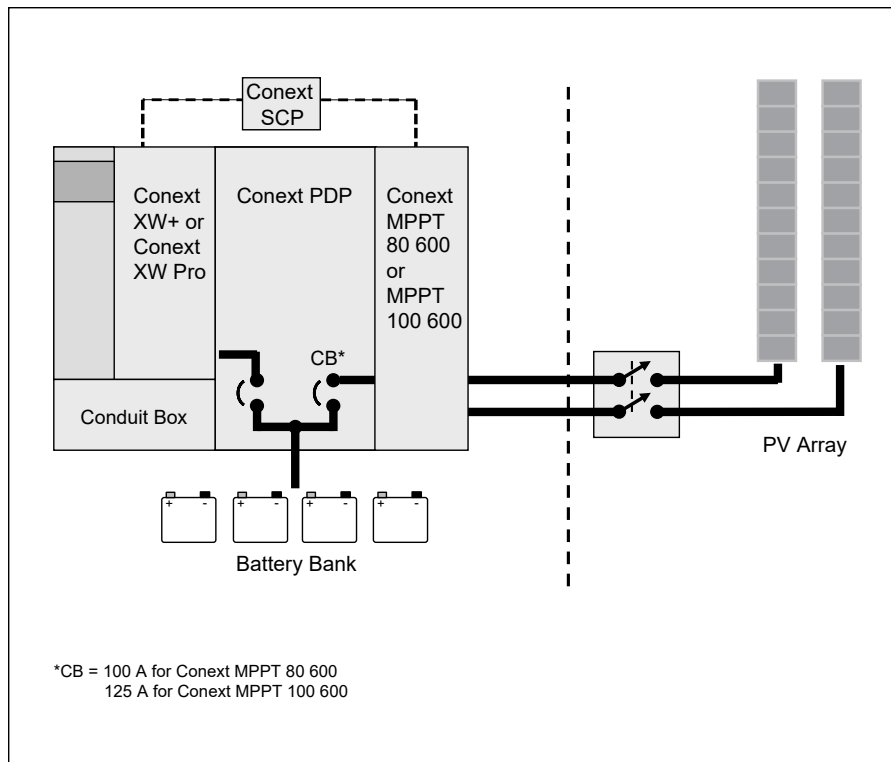 Conext
SCP
Conext
XW+ or
Conext
XW Pro
Conext PDP
Conext
MPPT
80 600
or
MPPT
100 600
CB*
Conduit Box
PV Array
+ - + - + - + -
Battery Bank
*CB = 100 A for Conext MPPT 80 600
125 A for Conext MPPT 100 600